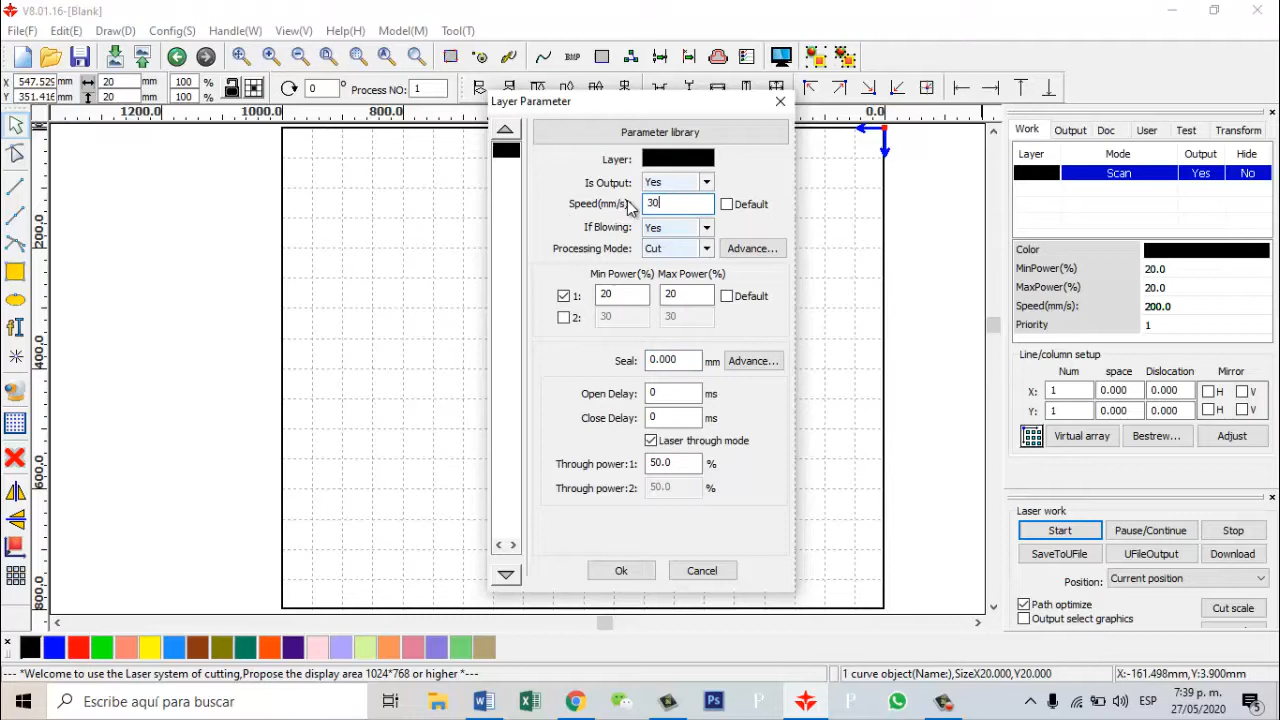 V8.01.16-[Blank]
File(F) Edit(E) Draw(D) Config(S) Handle(W) View(V) Help(H) Model(M) Tool(T)
BMP
X 547.529 mm 20 100 %
Y 351.416 mm 20 100 %
0 ° Process NO: 1
1200.0 1000.0 800.0 0.0
200.0
400.0
600.0
800.0
Layer Parameter
Parameter library
Layer:
Is Output: Yes
Speed(mm/s): 30 Default
If Blowing: Yes
Processing Mode: Cut Advance...
Min Power(%) Max Power(%)
1: 20 20 Default
2: 30 30
Seal: 0.000 mm Advance...
Open Delay: 0 ms
Close Delay: 0 ms
Laser through mode
Through power:1: 50.0 %
Through power:2: 50.0 %
Ok Cancel
Work Output Doc User Test Transform
Layer Mode Output Hide
Scan Yes No
Color
MinPower(%) 20.0
MaxPower(%) 20.0
Speed(mm/s): 200.0
Priority 1
Line/column setup
Num space Dislocation Mirror
X: 1 0.000 0.000 H V
Y: 1 0.000 0.000 H V
Virtual array Bestrew... Adjust
Laser work
Start Pause/Continue Stop
SaveToUFile UFileOutput Download
Position: Current position
Path optimize
Output select graphics
Cut scale
--- *Welcome to use the Laser system of cutting,Propose the display area 1024*768 or higher *---
1 curve object(Name:),SizeX20.000,Y20.000
X:-161.498mm,Y:3.900mm
Escribe aquí para buscar
ESP
7:39 p. m.
27/05/2020
5